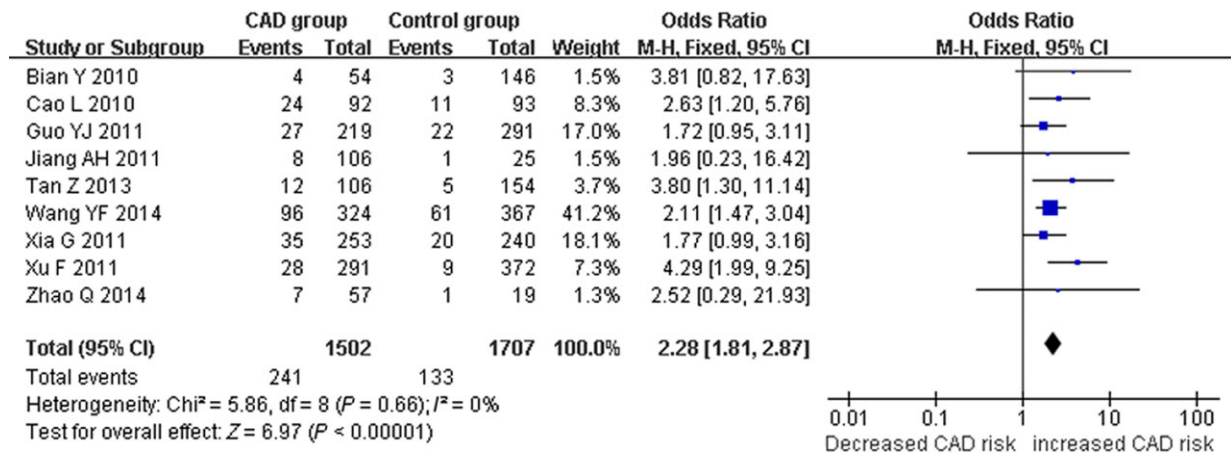 CAD group Control group Odds Ratio Odds Ratio
Study or Subgroup Events Total Events Total Weight M-H, Fixed, 95% CI M-H, Fixed, 95% CI
Bian Y 2010 4 54 3 146 1.5% 3.81 [0.82, 17.63]
Cao L 2010 24 92 11 93 8.3% 2.63 [1.20, 5.76]
Guo YJ 2011 27 219 22 291 17.0% 1.72 [0.95, 3.11]
Jiang AH 2011 8 106 1 25 1.5% 1.96 [0.23, 16.42]
Tan Z 2013 12 106 5 154 3.7% 3.80 [1.30, 11.14]
Wang YF 2014 96 324 61 367 41.2% 2.11 [1.47, 3.04]
Xia G 2011 35 253 20 240 18.1% 1.77 [0.99, 3.16]
Xu F 2011 28 291 9 372 7.3% 4.29 [1.99, 9.25]
Zhao Q 2014 7 57 1 19 1.3% 2.52 [0.29, 21.93]
Total (95% CI) 1502 1707 100.0% 2.28 [1.81, 2.87]
Total events 241 133
Heterogeneity: Chi² = 5.86, df = 8 (P = 0.66); I² = 0%
Test for overall effect: Z = 6.97 (P < 0.00001)
0.01 0.1 1 10 100
Decreased CAD risk increased CAD risk